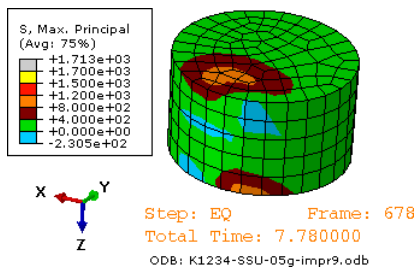 S, Max. Principal
(Avg: 75%)
+1.713e+03
+1.700e+03
+1.500e+03
+1.200e+03
+8.000e+02
+4.000e+02
+0.000e+00
-2.305e+02
X
Y
Z
Step: EQ Frame: 678
Total Time: 7.780000
ODB: K1234-SSU-05g-impr9.odb